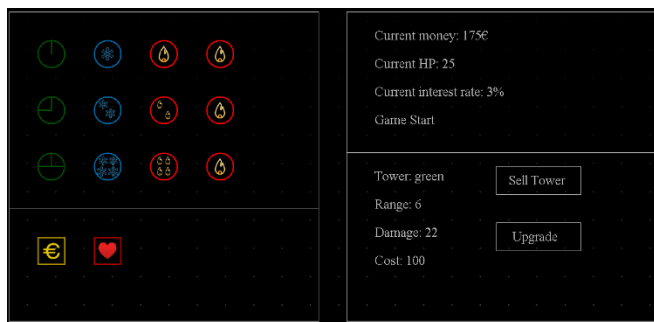 Current money: 175€
Current HP: 25
Current interest rate: 3%
Game Start
Tower: green
Sell Tower
Range: 6
Damage: 22
Upgrade
Cost: 100
€